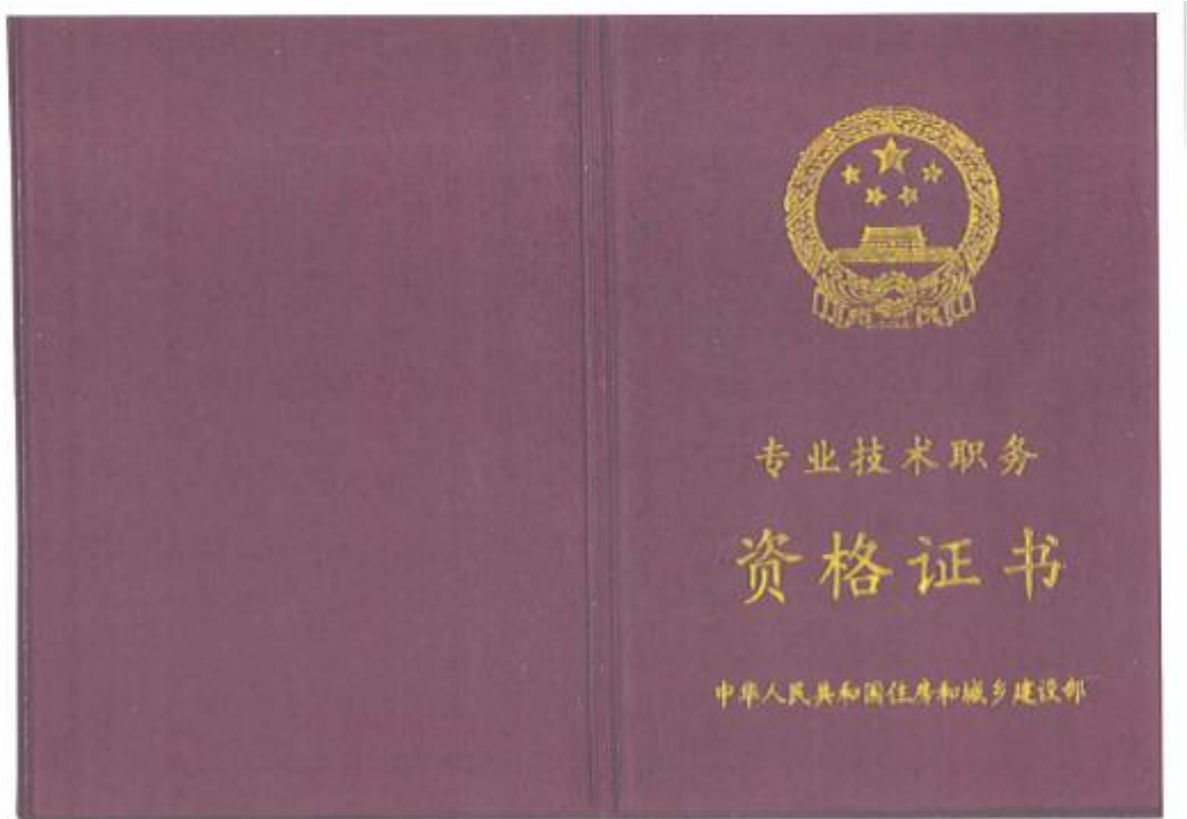 专业技术职务
资格证书
中华人民共和国住房和城乡建设部